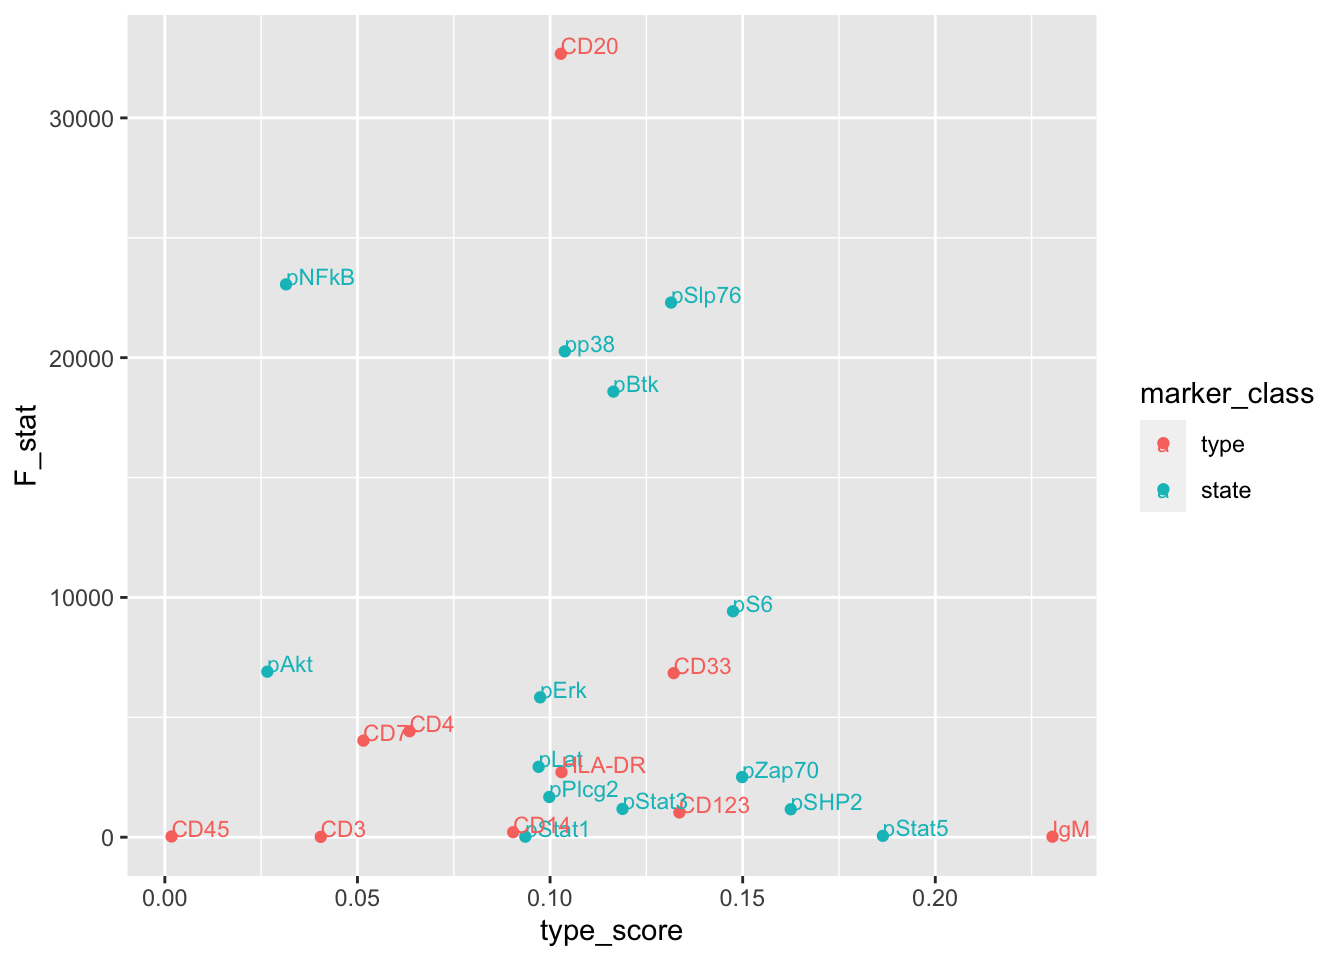 CD20
30000
pNFkB
pSlp76
pp38
20000
pBtk
marker_class
type
state
F_stat
10000
pS6
pAkt
CD33
pErk
CD7
CD4
pLat
HLA-DR
pZap70
pPlcg2
pStat3
CD123
pSHP2
CD45
CD3
CD14
pStat1
pStat5
IgM
0
0.00
0.05
0.10
0.15
0.20
type_score